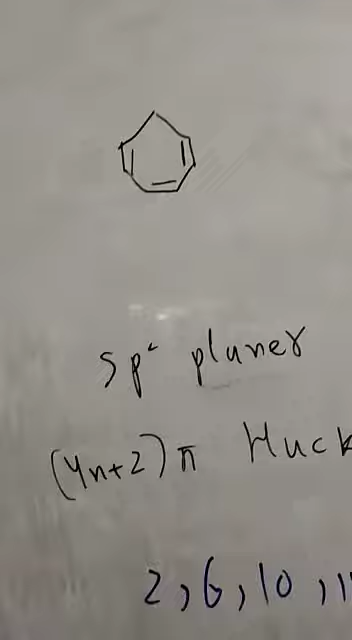 sp² planer
(4n+2)π Huck
2, 6, 10, 1